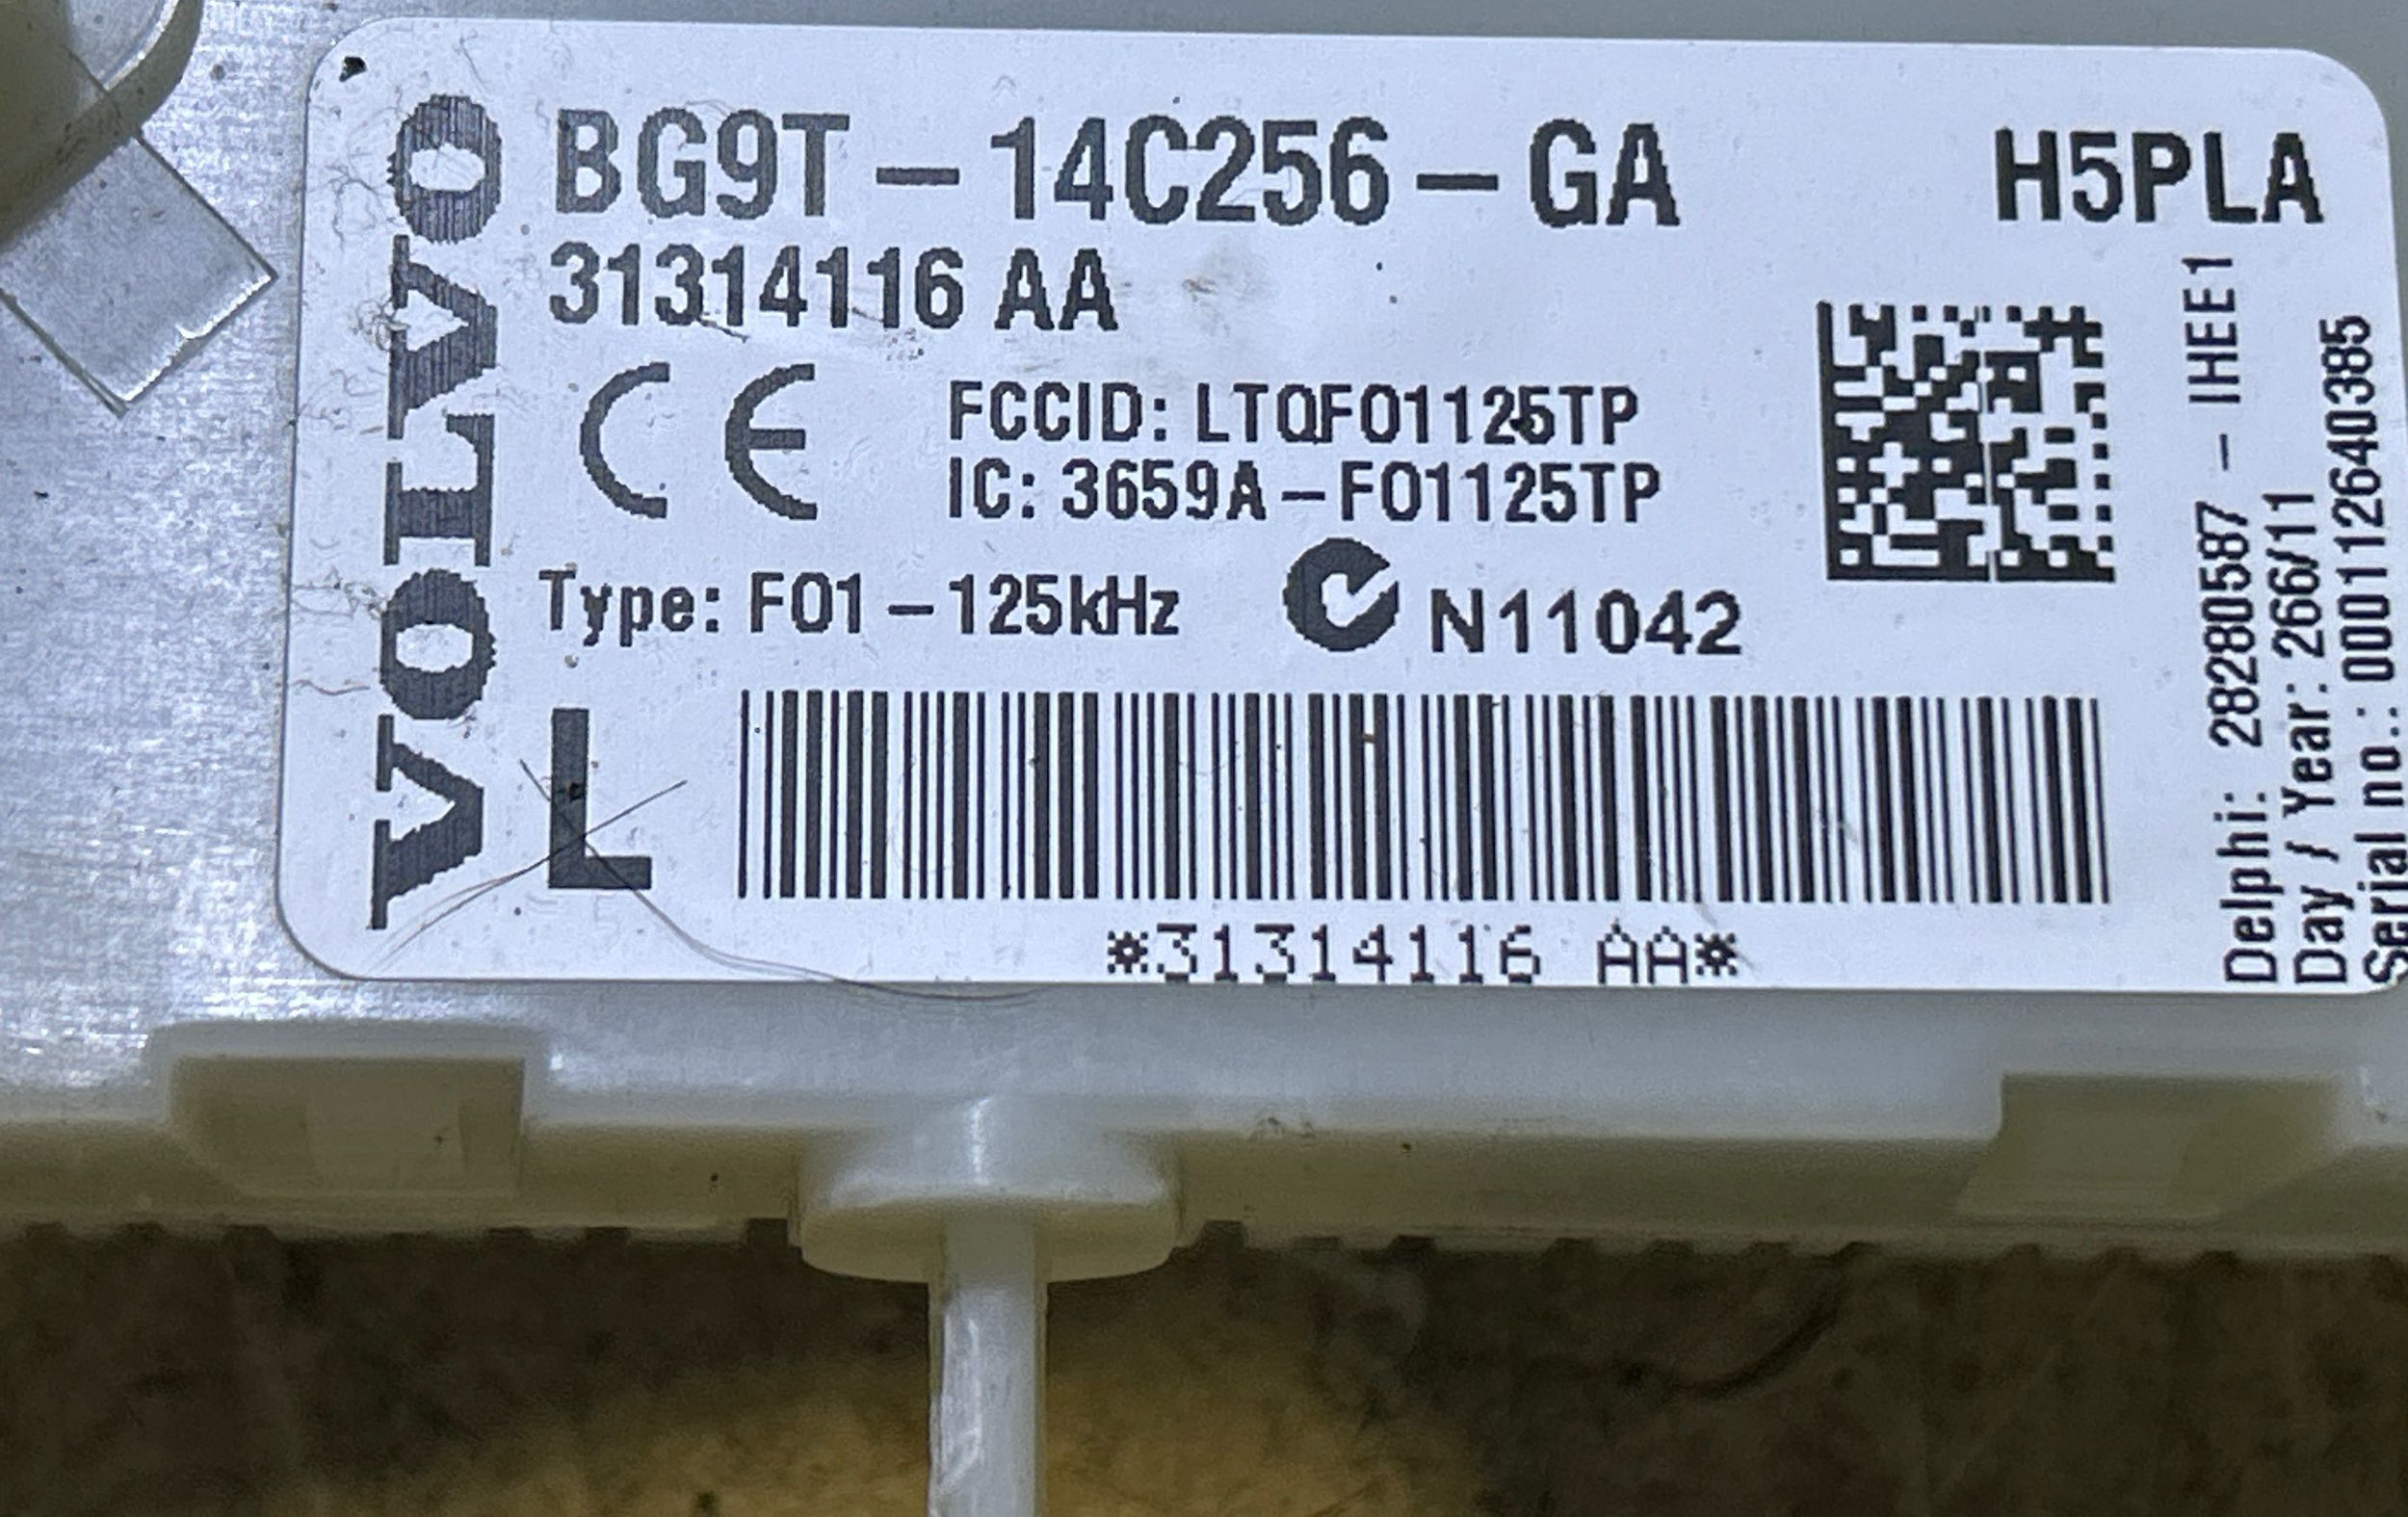 VOLVO
BG9T – 14C256 – GA
H5PLA
31314116 AA
CE
FCCID: LTQFO1125TP
IC: 3659A – FO1125TP
Type: FO1 – 125kHz
N11042
L
*31314116 AA*
Delphi: 28280587 – IHEE1
Day / Year: 266/11
Serial no.: 000112640385